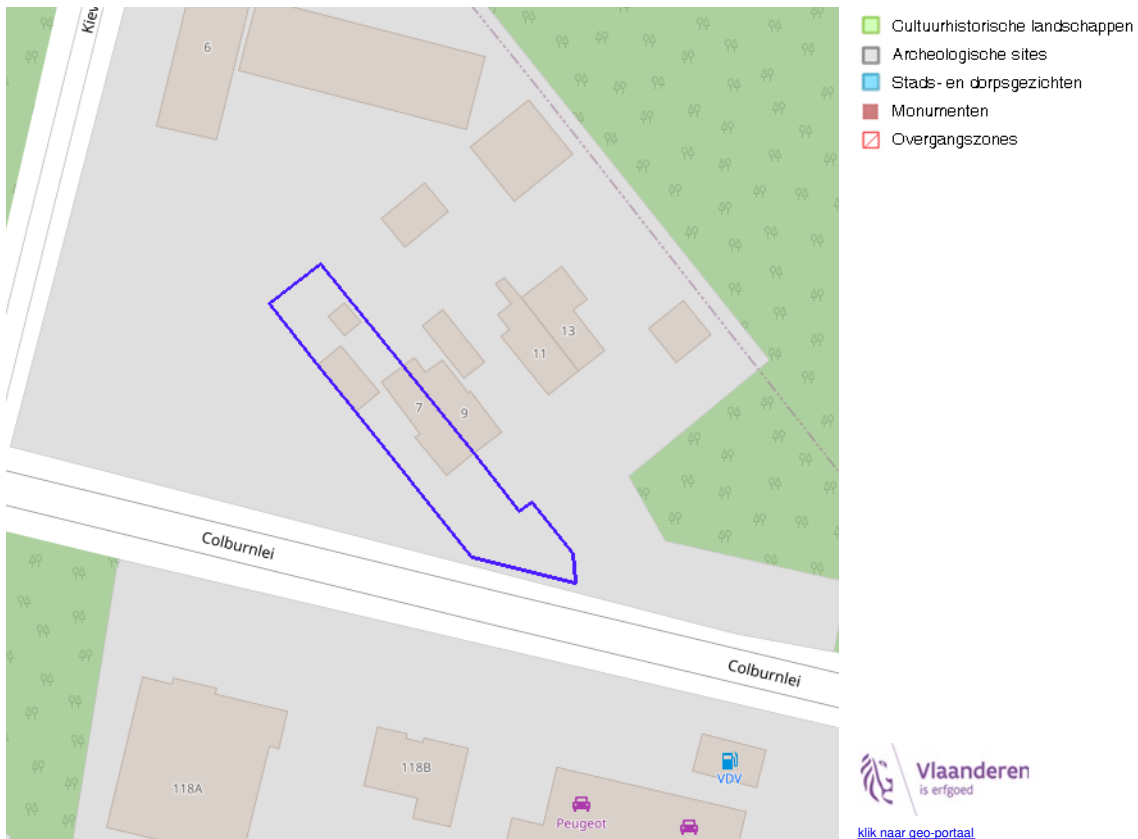 Kiev
6
13
11
7
9
Colburnlei
Colburnlei
118A
118B
VDV
Peugeot
Cultuurhistorische landschappen
Archeologische sites
Stads- en dorpsgezichten
Monumenten
Overgangszones
Vlaanderen
is erfgoed
klik naar geo-portaal